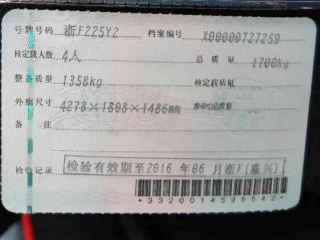 号牌号码 浙F225Y2 档案编号 X00000727259
核定载人数 4人 总质量 1700kg
整备质量 1358kg 核定载质量
外廓尺寸 4278×1808×1486mm 准牵引总质量
备注
检验记录 检验有效期至2016年06月浙F(嘉兴)
*3320014595542*